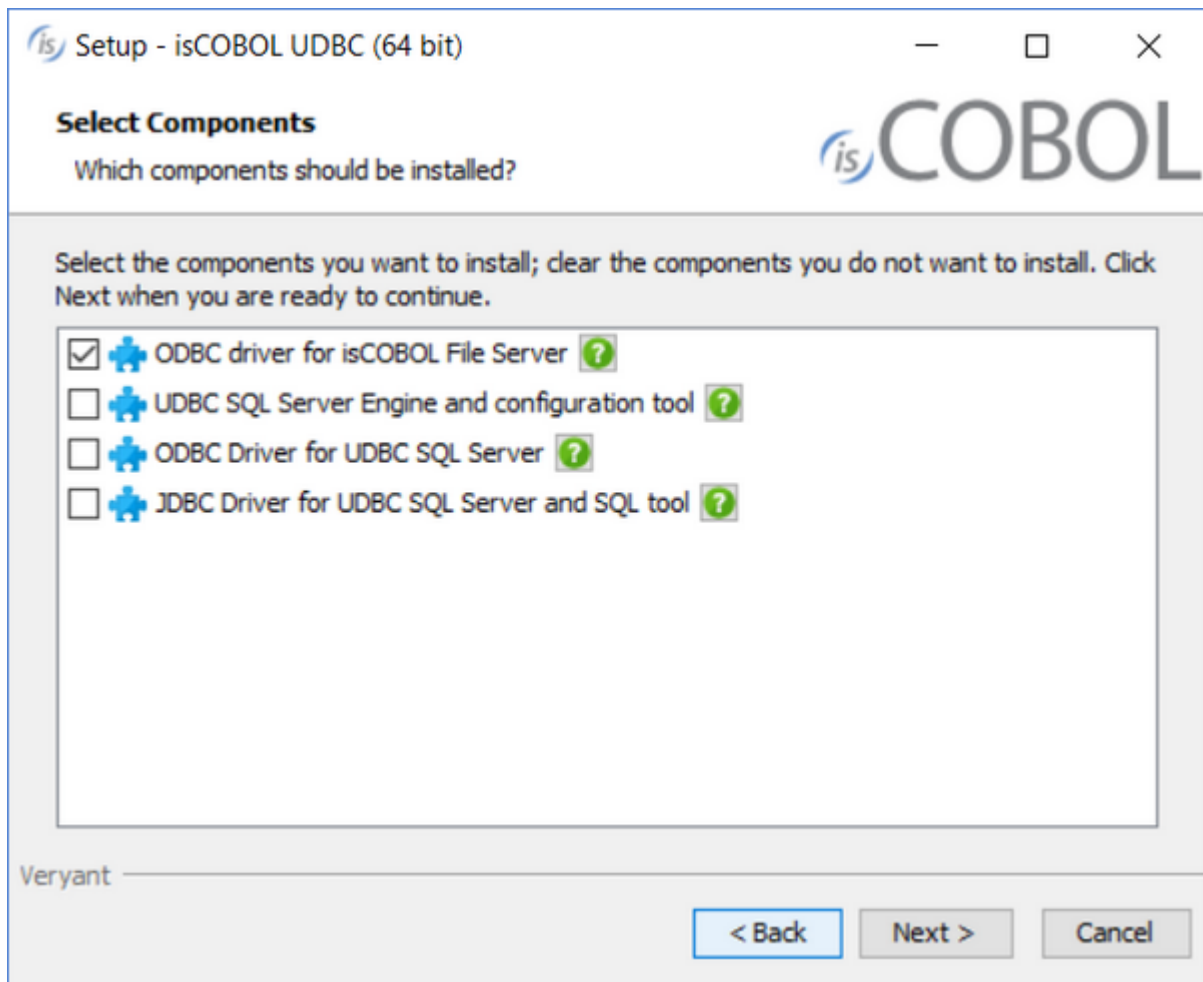 is Setup - isCOBOL UDBC (64 bit)
Select Components
Which components should be installed?
is COBOL
Select the components you want to install; clear the components you do not want to install. Click
Next when you are ready to continue.
ODBC driver for isCOBOL File Server ?
UDBC SQL Server Engine and configuration tool ?
ODBC Driver for UDBC SQL Server ?
JDBC Driver for UDBC SQL Server and SQL tool ?
Veryant
< Back Next > Cancel